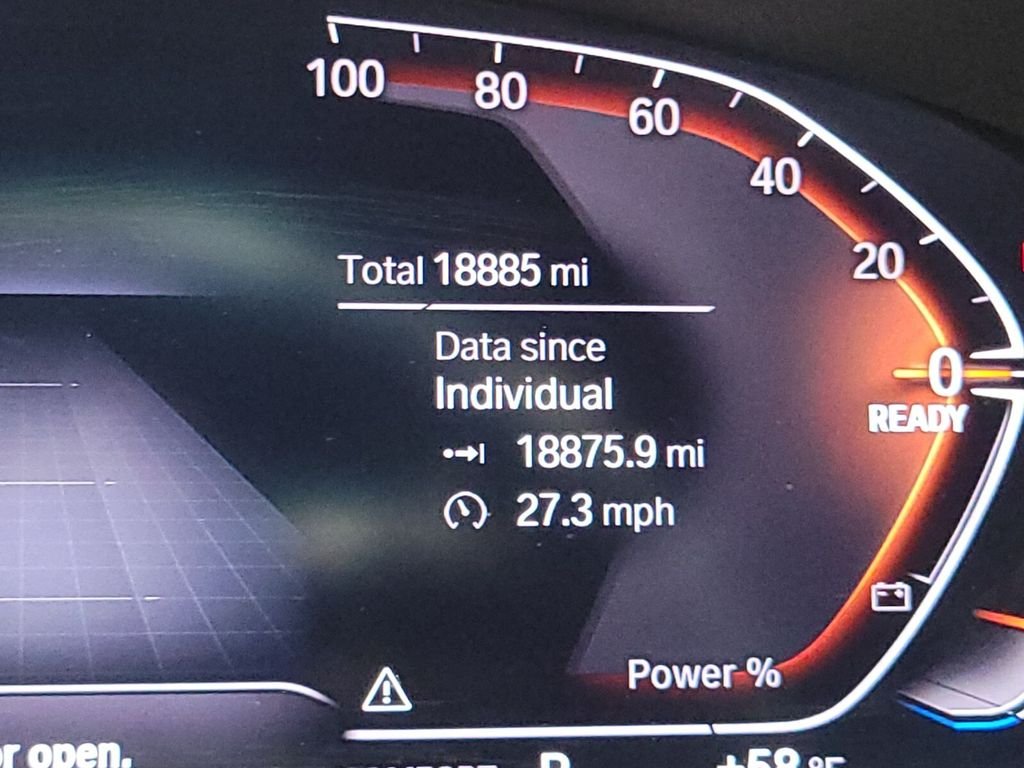 100
80
60
40
20
Total 18885 mi
Data since
Individual
0
READY
18875.9 mi
27.3 mph
Power %
or open.